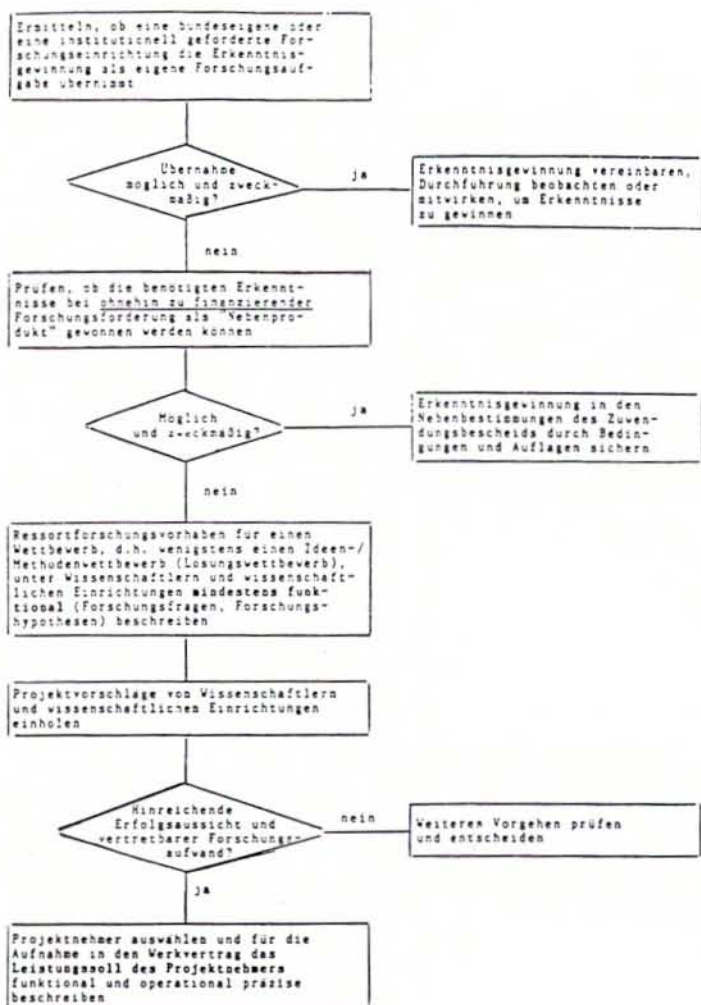 Ermitteln, ob eine bundeseigene oder
eine institutionell geförderte For-
schungseinrichtung die Erkenntnis-
gewinnung als eigene Forschungsauf-
gabe übernimmt
Übernahme
möglich und zweck-
mäßig?
ja
Erkenntnisgewinnung vereinbaren,
Durchführung beobachten oder
mitwirken, um Erkenntnisse
zu gewinnen
nein
Prüfen, ob die benötigten Erkennt-
nisse bei ohnehin zu finanzierender
Forschungsförderung als "Nebenpro-
dukt" gewonnen werden können
Möglich
und zweckmäßig?
ja
Erkenntnisgewinnung in den
Nebenbestimmungen des Zuwen-
dungsbescheids durch Bedin-
gungen und Auflagen sichern
nein
Ressortforschungsvorhaben für einen
Wettbewerb, d.h. wenigstens einen Ideen-/
Methodenwettbewerb (Lösungswettbewerb),
unter Wissenschaftlern und wissenschaft-
lichen Einrichtungen mindestens funk-
tional (Forschungsfragen, Forschungs-
hypothesen) beschreiben
Projektvorschläge von Wissenschaftlern
und wissenschaftlichen Einrichtungen
einholen
Hinreichende
Erfolgsaussicht und
vertretbarer Forschungs-
aufwand?
nein
Weiteres Vorgehen prüfen
und entscheiden
ja
Projektnehmer auswählen und für die
Aufnahme in den Werkvertrag das
Leistungssoll des Projektnehmers
funktional und operational präzise
beschreiben